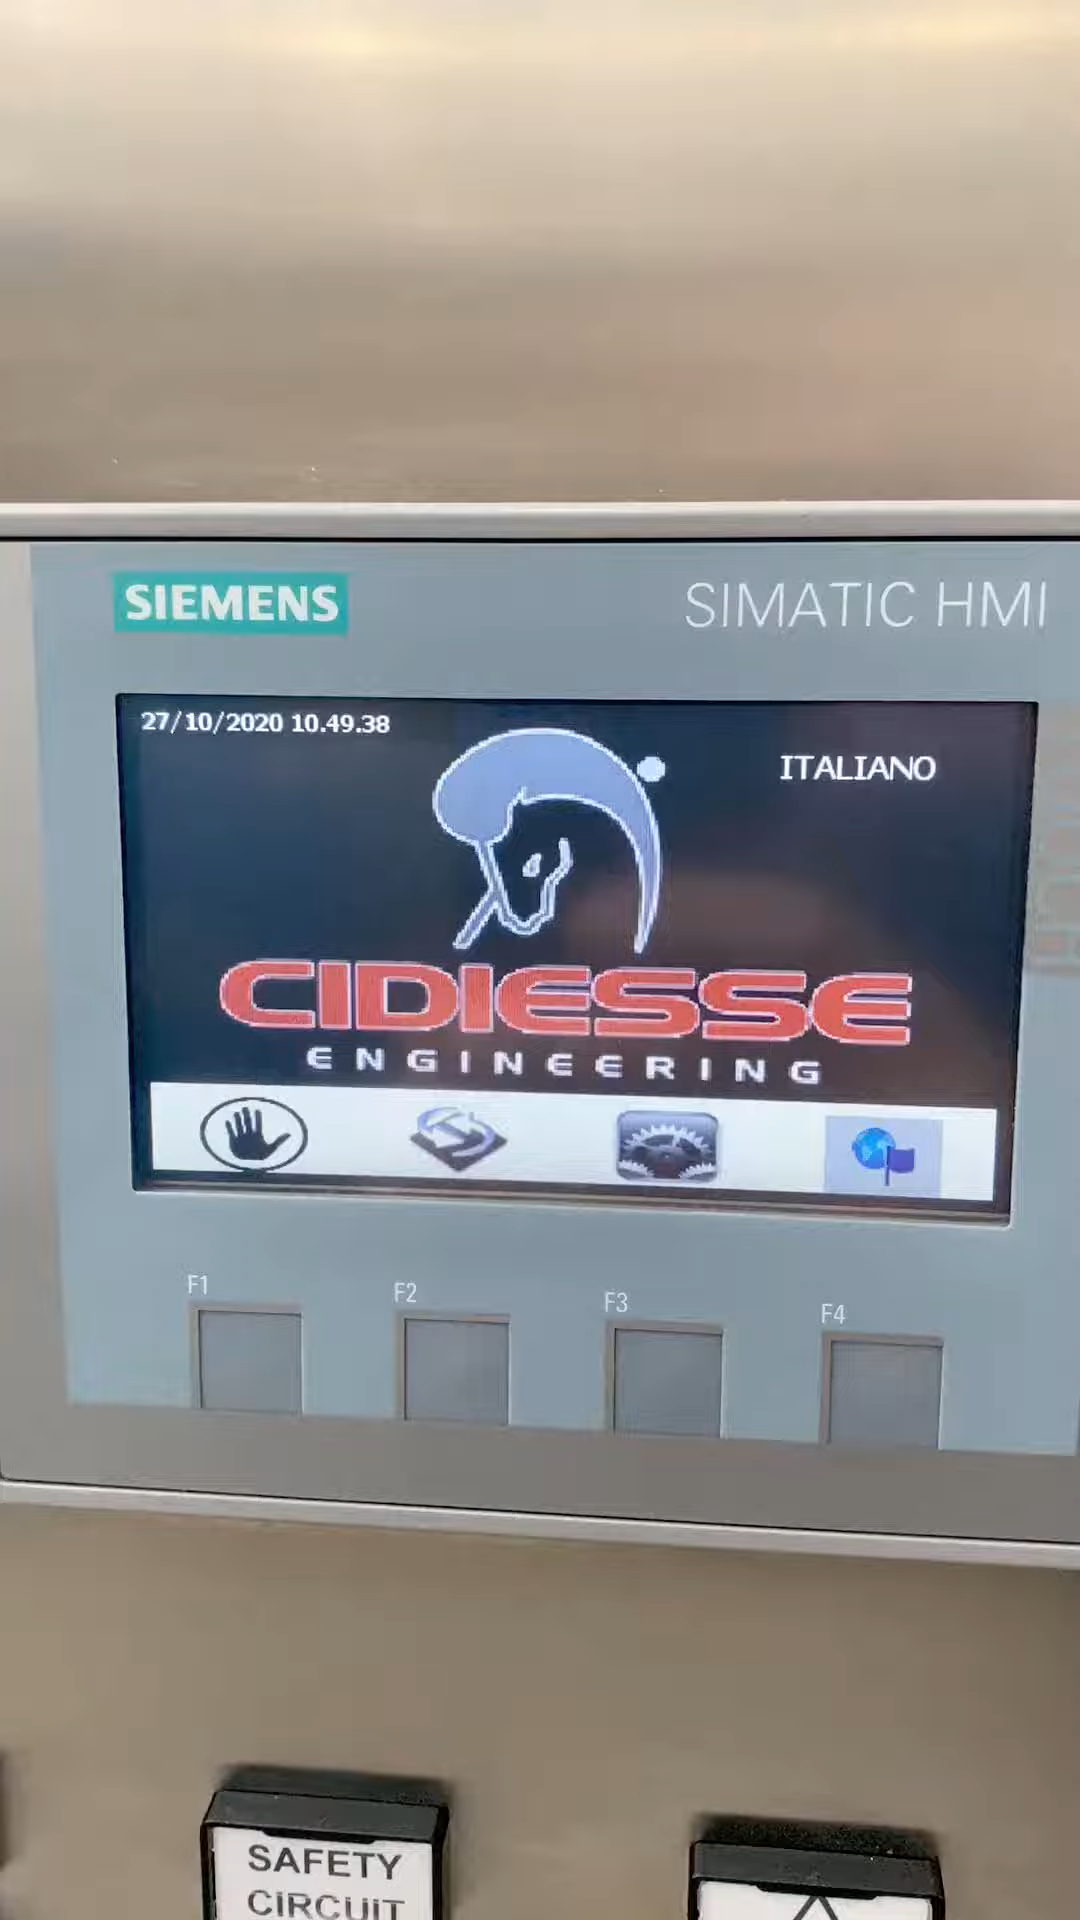 SIEMENS
SIMATIC HMI
27/10/2020 10.49.38
ITALIANO
CIDIESSE
ENGINEERING
F1
F2
F3
F4
SAFETY
CIRCUIT